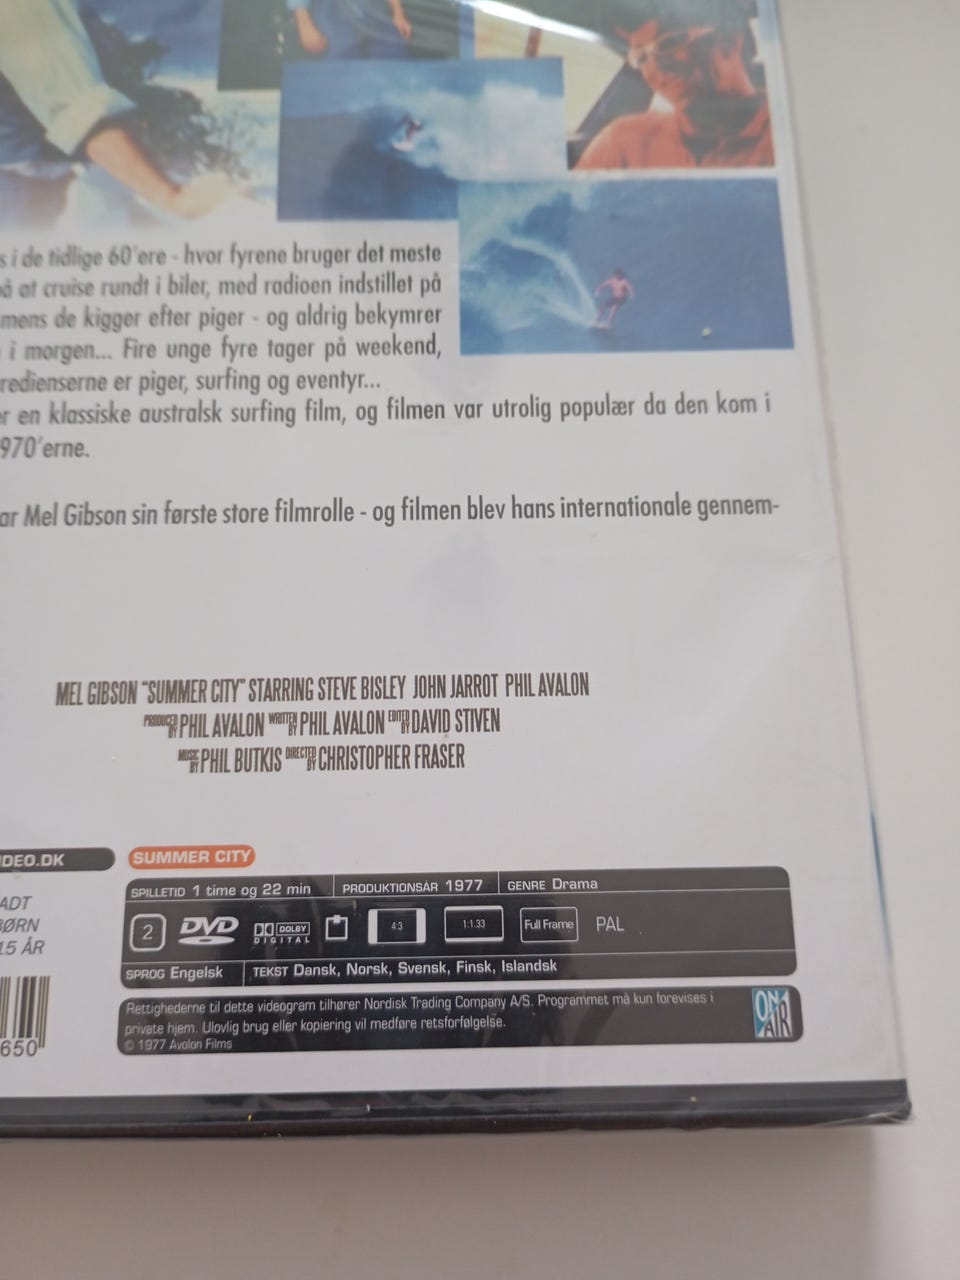 s i de tidlige 60'ere - hvor fyrene bruger det meste
å at cruise rundt i biler, med radioen indstillet på
mens de kigger efter piger - og aldrig bekymrer
i morgen... Fire unge fyre tager på weekend,
redienserne er piger, surfing og eventyr...
er en klassiske australsk surfing film, og filmen var utrolig populær da den kom i
970'erne.
ar Mel Gibson sin første store filmrolle - og filmen blev hans internationale gennem-
MEL GIBSON "SUMMER CITY" STARRING STEVE BISLEY JOHN JARROT PHIL AVALON
PRODUCED BY PHIL AVALON WRITTEN BY PHIL AVALON EDITED BY DAVID STIVEN
MUSIC BY PHIL BUTKIS DIRECTED BY CHRISTOPHER FRASER
IDEO.DK
SUMMER CITY
ADT
BØRN
15 ÅR
650
SPILLETID 1 time og 22 min PRODUKTIONSÅR 1977 GENRE Drama
2 DVD DOLBY DIGITAL 4:3 1:1.33 Full Frame PAL
SPROG Engelsk TEKST Dansk, Norsk, Svensk, Finsk, Islandsk
Rettighederne til dette videogram tilhører Nordisk Trading Company A/S. Programmet må kun forevises i
private hjem. Ulovlig brug eller kopiering vil medføre retsforfølgelse.
© 1977 Avalon Films
ON AIR